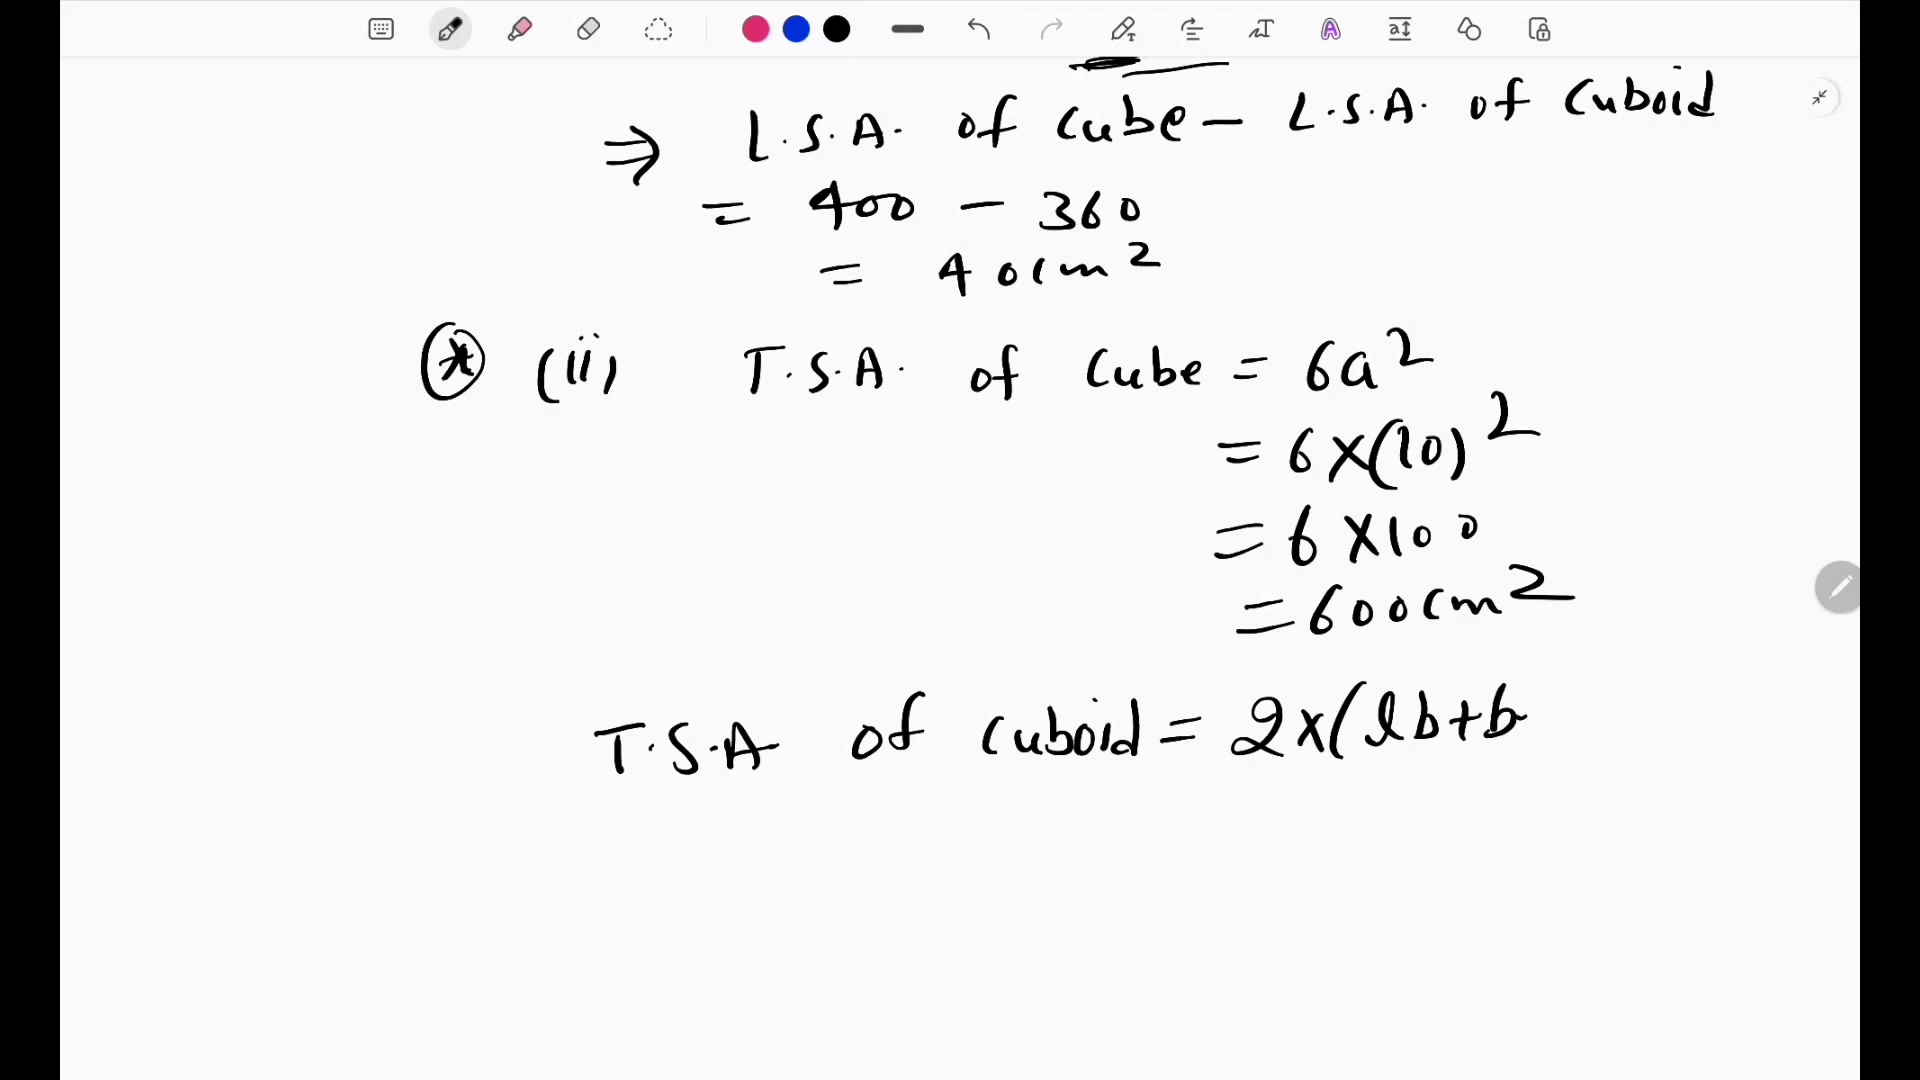 ⇒ L.S.A. of Cube - L.S.A. of Cuboid
= 400 - 360
= 40cm²
* (ii) T.S.A. of Cube = 6a²
= 6×(10)²
= 6×100
= 600cm²
T.S.A of Cuboid = 2×(lb+b